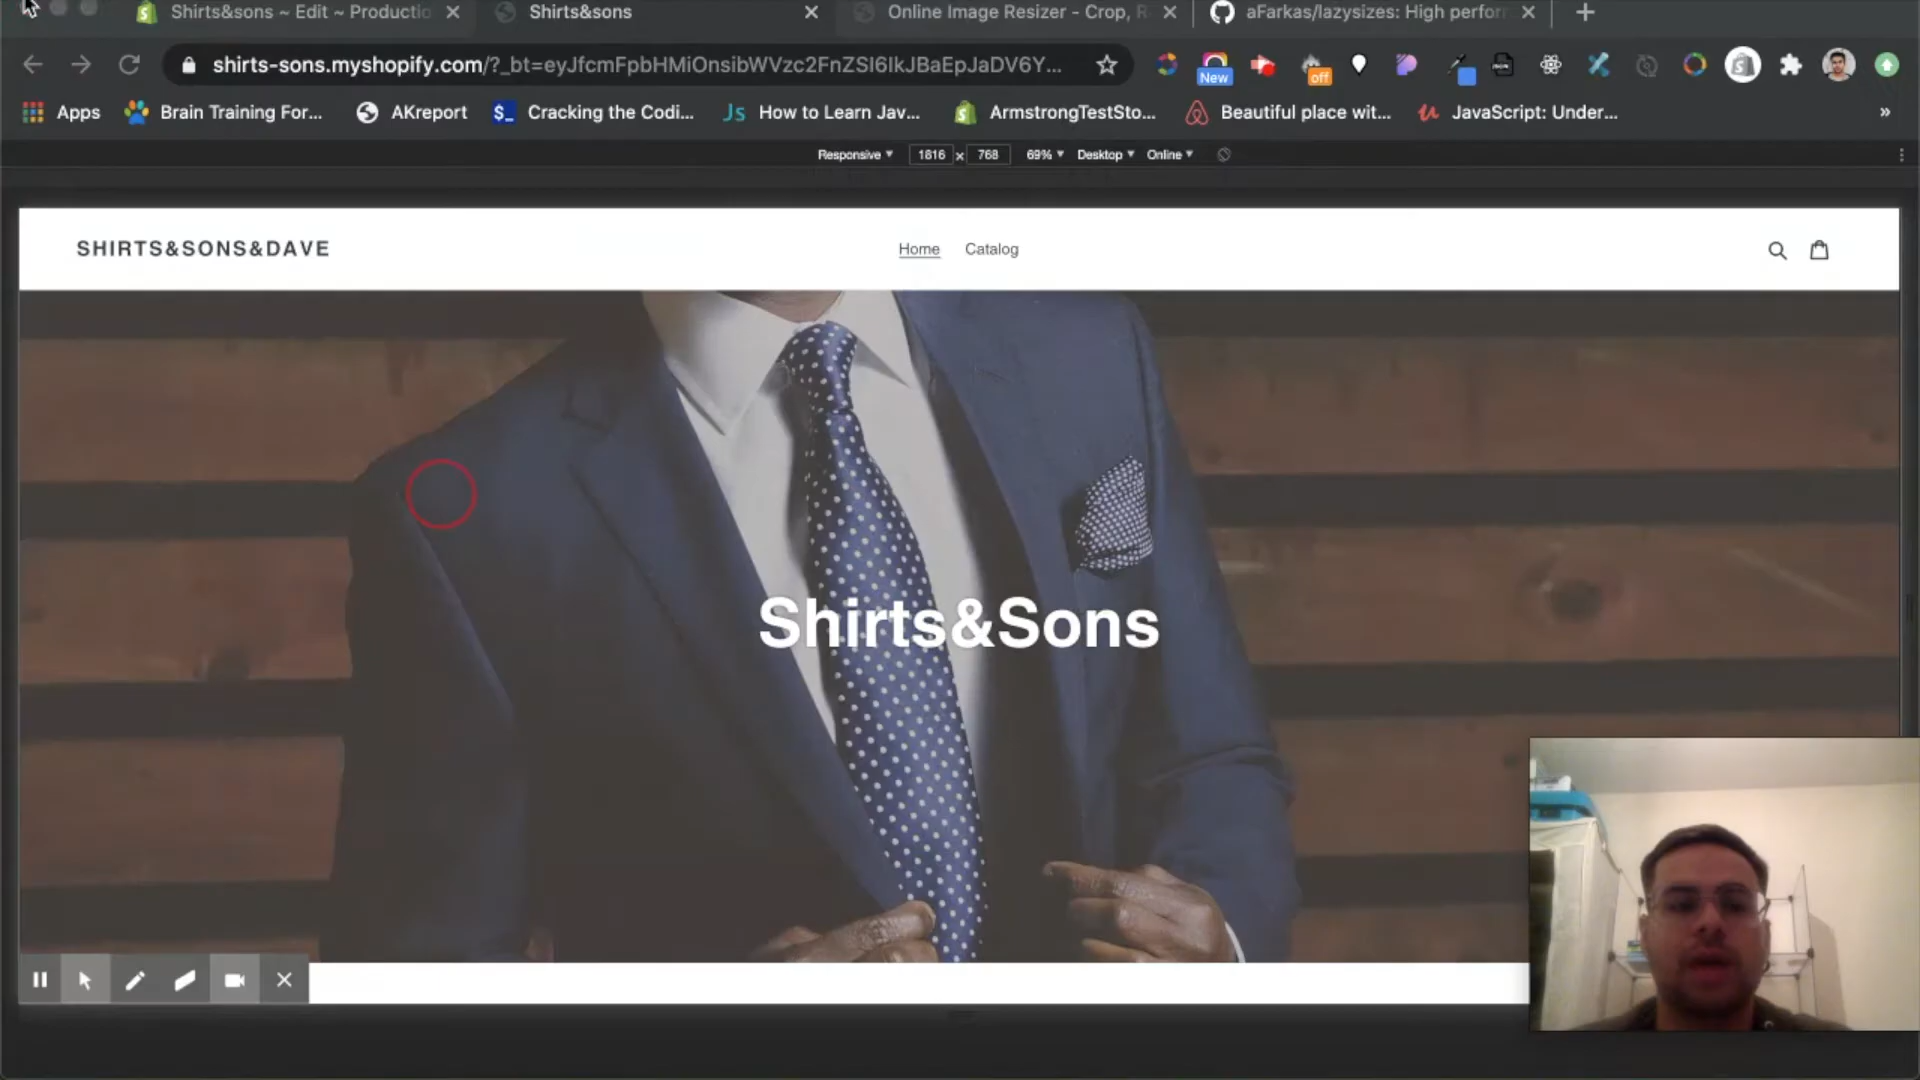 Shirts&sons ~ Edit ~ Productio
Shirts&sons
Online Image Resizer - Crop, R
aFarkas/lazysizes: High perfor
shirts-sons.myshopify.com/?_bt=eyJfcmFpbHMiOnsibWVzc2FnZSI6IkJBaEpJaDV6Y...
New
off
Apps
Brain Training For...
AKreport
Cracking the Codi...
JS How to Learn Jav...
ArmstrongTestSto...
Beautiful place wit...
JavaScript: Under...
»
Responsive 1816 x 768 69% Desktop Online
SHIRTS&SONS&DAVE
Home Catalog
Shirts&Sons